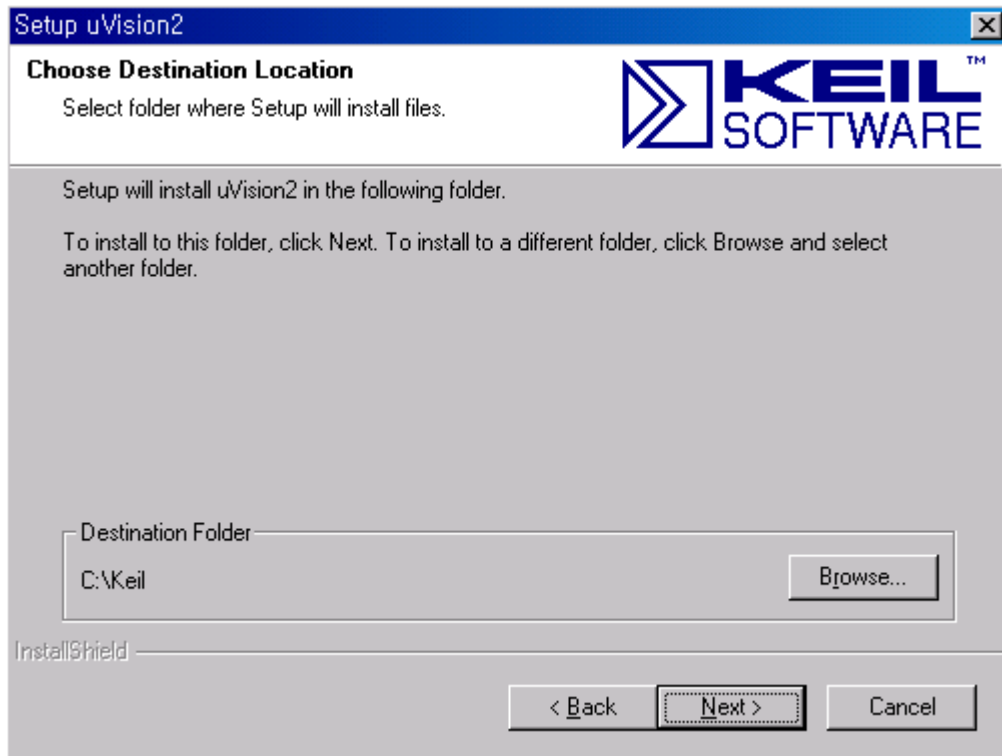 Setup uVision2
Choose Destination Location
Select folder where Setup will install files.
KEIL™
SOFTWARE
Setup will install uVision2 in the following folder.
To install to this folder, click Next. To install to a different folder, click Browse and select
another folder.
Destination Folder
C:\Keil
Browse...
InstallShield
< Back
Next >
Cancel